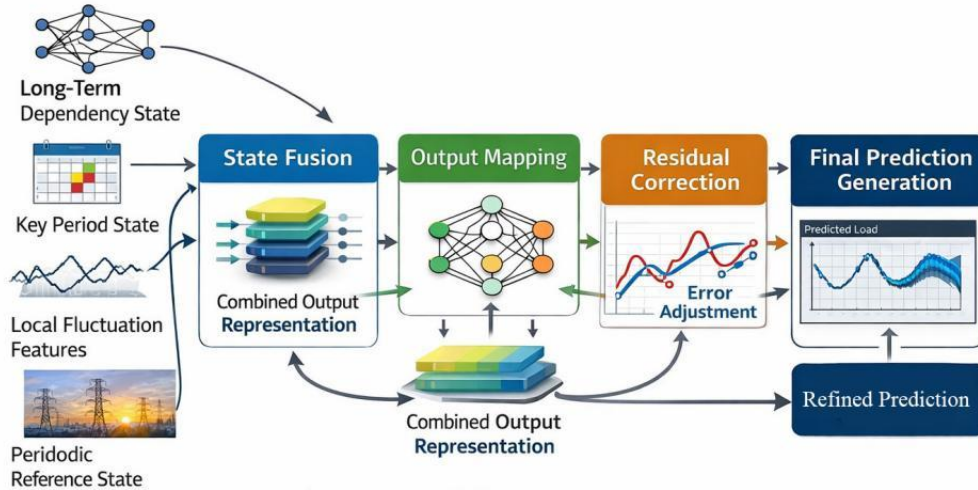 Long-Term
Dependency State
Key Period State
Local Fluctuation
Features
Peridodic
Reference State
State Fusion
Combined Output
Representation
Output Mapping
Combined Output
Representation
Residual
Correction
Error
Adjustment
Final Prediction
Generation
Predicted Load
Refined Prediction